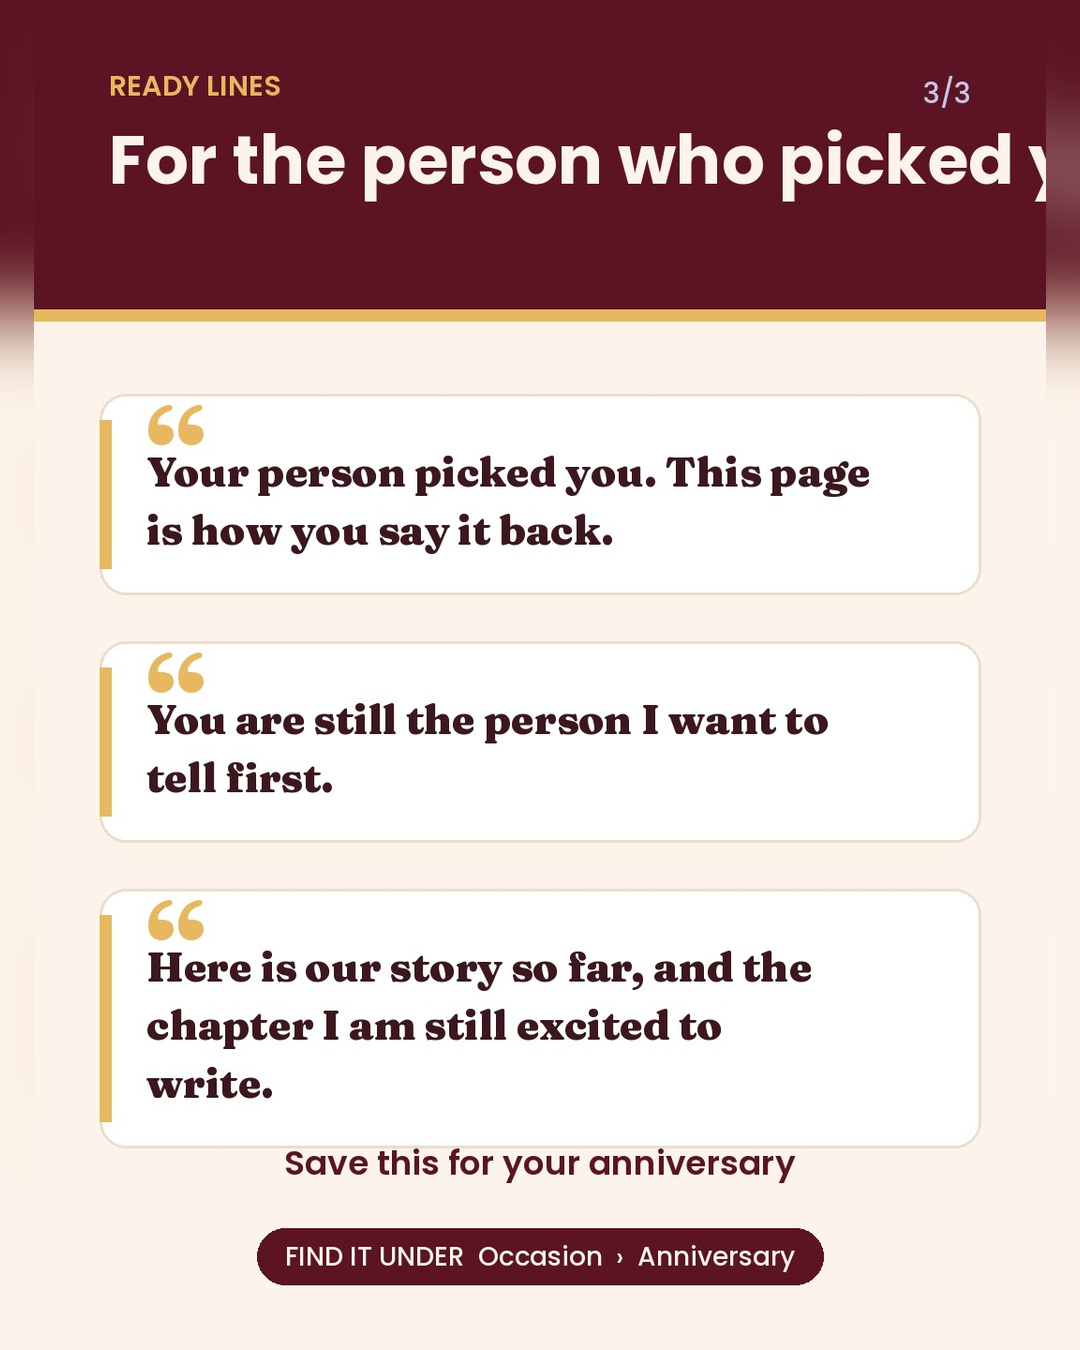 READY LINES
3/3
For the person who picked
“
Your person picked you. This page
is how you say it back.
“
You are still the person I want to
tell first.
“
Here is our story so far, and the
chapter I am still excited to
write.
Save this for your anniversary
FIND IT UNDER Occasion › Anniversary